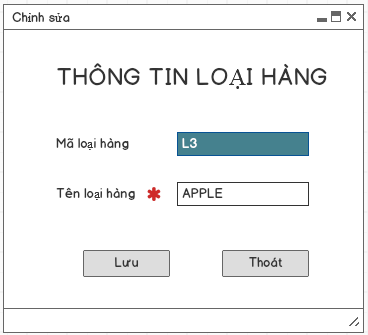 Chỉnh sửa
THÔNG TIN LOẠI HÀNG
Mã loại hàng L3
Tên loại hàng * APPLE
Lưu Thoát